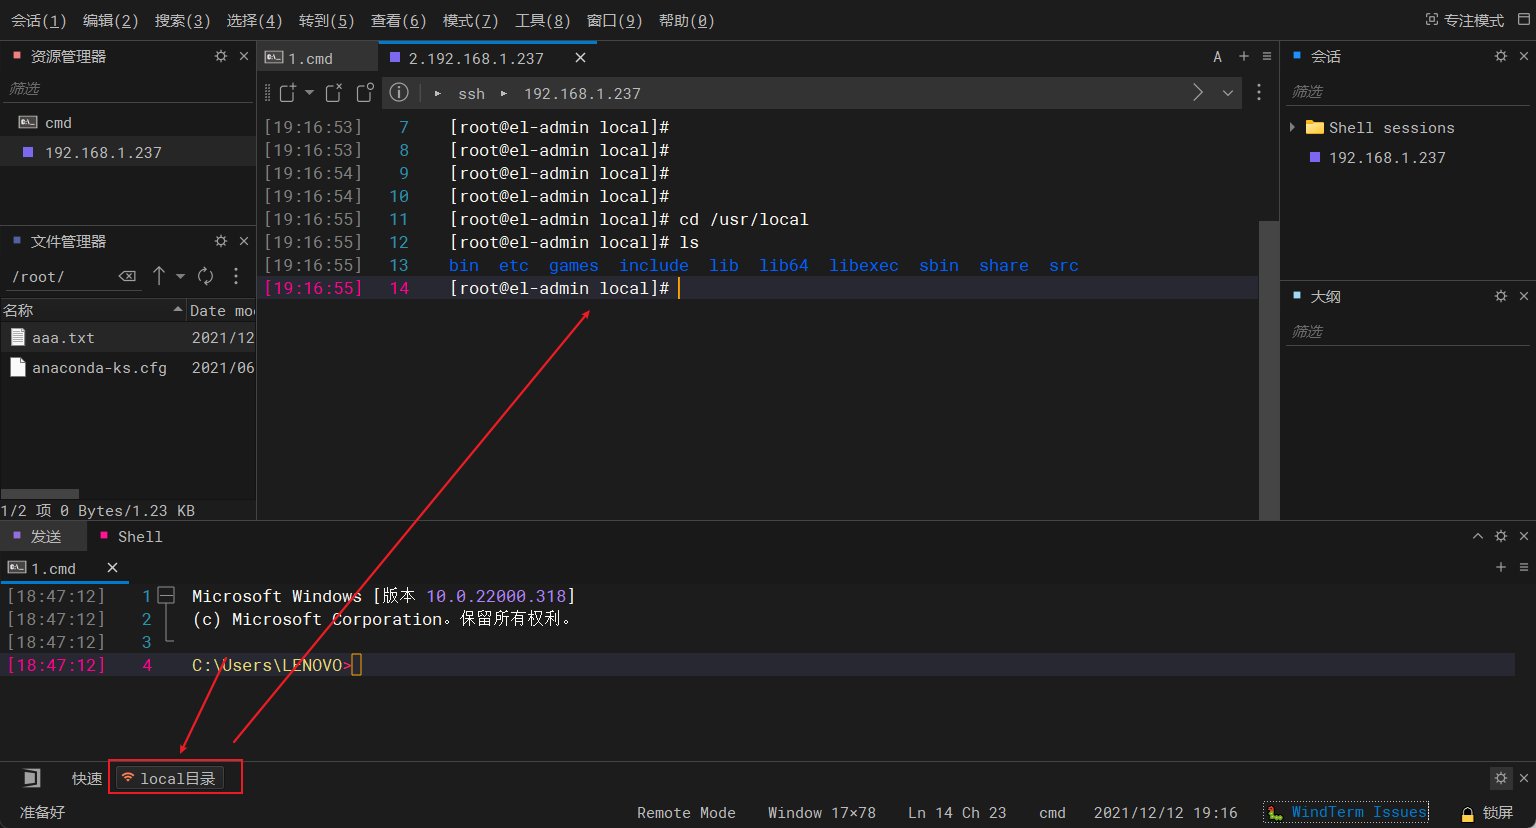 会话(1) 编辑(2) 搜索(3) 选择(4) 转到(5) 查看(6) 模式(7) 工具(8) 窗口(9) 帮助(0) 专注模式
资源管理器
筛选
cmd
192.168.1.237
文件管理器
/root/
名称 Date mo
aaa.txt 2021/12
anaconda-ks.cfg 2021/06
1/2 项 0 Bytes/1.23 KB
1.cmd 2.192.168.1.237 A
ssh 192.168.1.237
[19:16:53] 7 [root@el-admin local]#
[19:16:53] 8 [root@el-admin local]#
[19:16:54] 9 [root@el-admin local]#
[19:16:54] 10 [root@el-admin local]#
[19:16:55] 11 [root@el-admin local]# cd /usr/local
[19:16:55] 12 [root@el-admin local]# ls
[19:16:55] 13 bin etc games include lib lib64 libexec sbin share src
[19:16:55] 14 [root@el-admin local]#
会话
筛选
Shell sessions
192.168.1.237
大纲
筛选
发送 Shell
1.cmd
[18:47:12] 1 Microsoft Windows [版本 10.0.22000.318]
[18:47:12] 2 (c) Microsoft Corporation。保留所有权利。
[18:47:12] 3
[18:47:12] 4 C:\Users\LENOVO>
快速 local目录
准备好 Remote Mode Window 17×78 Ln 14 Ch 23 cmd 2021/12/12 19:16 WindTerm Issues 锁屏